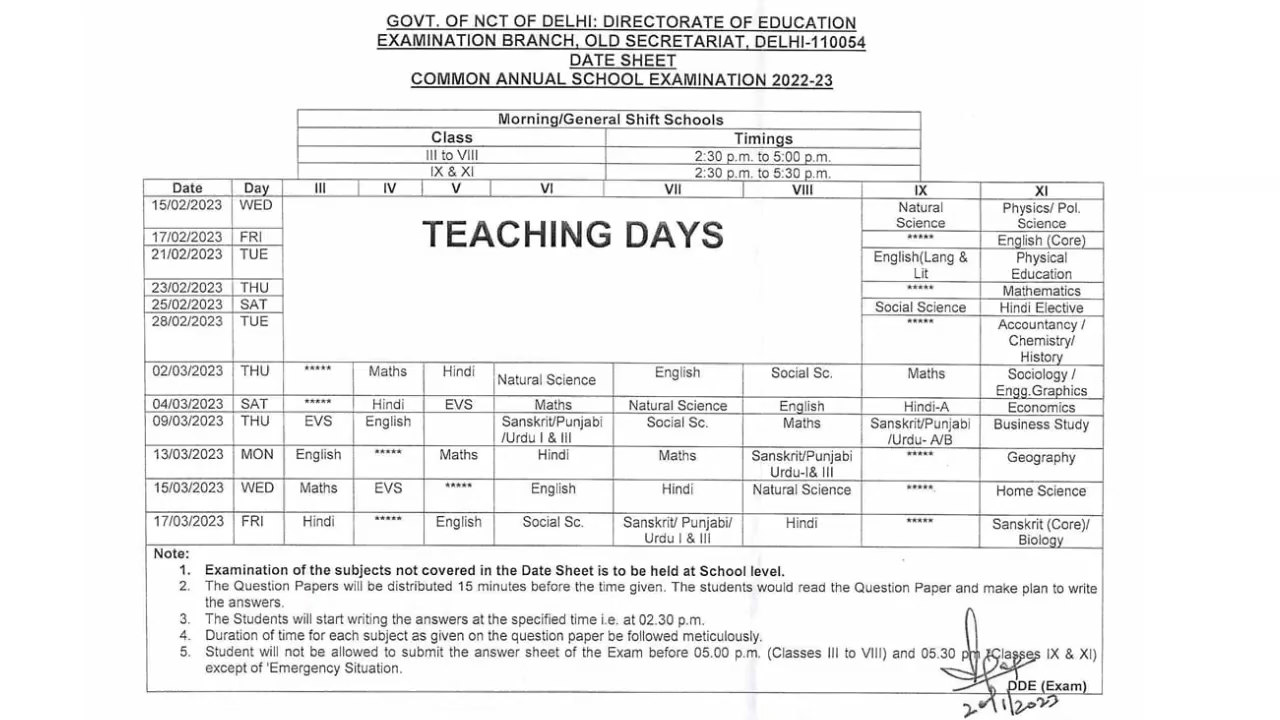 GOVT. OF NCT OF DELHI: DIRECTORATE OF EDUCATION
EXAMINATION BRANCH, OLD SECRETARIAT, DELHI-110054
DATE SHEET
COMMON ANNUAL SCHOOL EXAMINATION 2022-23
Morning/General Shift Schools
Class Timings
III to VIII 2:30 p.m. to 5:00 p.m.
IX & XI 2:30 p.m. to 5:30 p.m.
Date Day III IV V VI VII VIII IX XI
15/02/2023 WED Natural Physics/ Pol.
Science Science
TEACHING DAYS
17/02/2023 FRI ***** English (Core)
21/02/2023 TUE English(Lang & Physical
Lit Education
23/02/2023 THU ***** Mathematics
25/02/2023 SAT Social Science Hindi Elective
28/02/2023 TUE ***** Accountancy /
Chemistry/
History
02/03/2023 THU ***** Maths Hindi Natural Science English Social Sc. Maths Sociology /
Engg.Graphics
04/03/2023 SAT ***** Hindi EVS Maths Natural Science English Hindi-A Economics
09/03/2023 THU EVS English Sanskrit/Punjabi Social Sc. Maths Sanskrit/Punjabi Business Study
/Urdu I & III /Urdu- A/B
13/03/2023 MON English ***** Maths Hindi Maths Sanskrit/Punjabi ***** Geography
Urdu-I& III
15/03/2023 WED Maths EVS ***** English Hindi Natural Science ***** Home Science
17/03/2023 FRI Hindi ***** English Social Sc. Sanskrit/ Punjabi/ Hindi ***** Sanskrit (Core)/
Urdu I & III Biology
Note:
1. Examination of the subjects not covered in the Date Sheet is to be held at School level.
2. The Question Papers will be distributed 15 minutes before the time given. The students would read the Question Paper and make plan to write
the answers.
3. The Students will start writing the answers at the specified time i.e. at 02.30 p.m.
4. Duration of time for each subject as given on the question paper be followed meticulously.
5. Student will not be allowed to submit the answer sheet of the Exam before 05.00 p.m. (Classes III to VIII) and 05.30 pm (Classes IX & XI)
except of 'Emergency Situation.
DDE (Exam)
20/1/2023